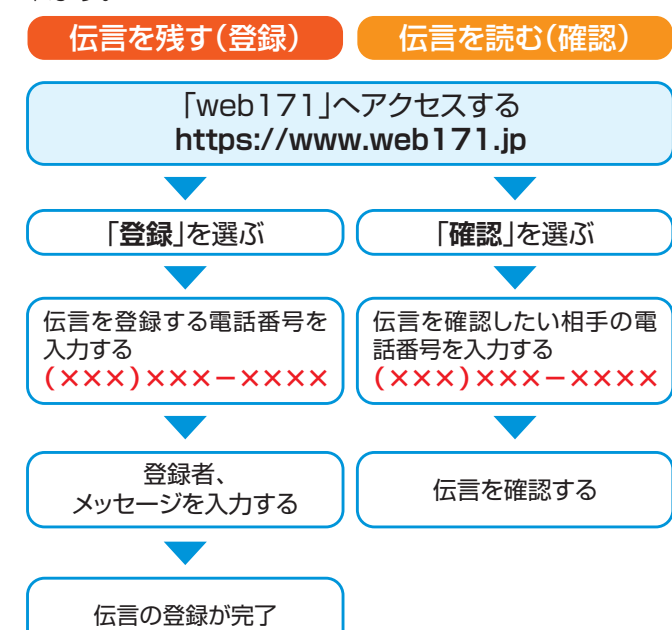 伝言を残す(登録)
伝言を読む(確認)
「web171」へアクセスする
https://www.web171.jp
「登録」を選ぶ
「確認」を選ぶ
伝言を登録する電話番号を
入力する
(×××)×××-××××
伝言を確認したい相手の電
話番号を入力する
(×××)×××-××××
登録者、
メッセージを入力する
伝言を確認する
伝言の登録が完了